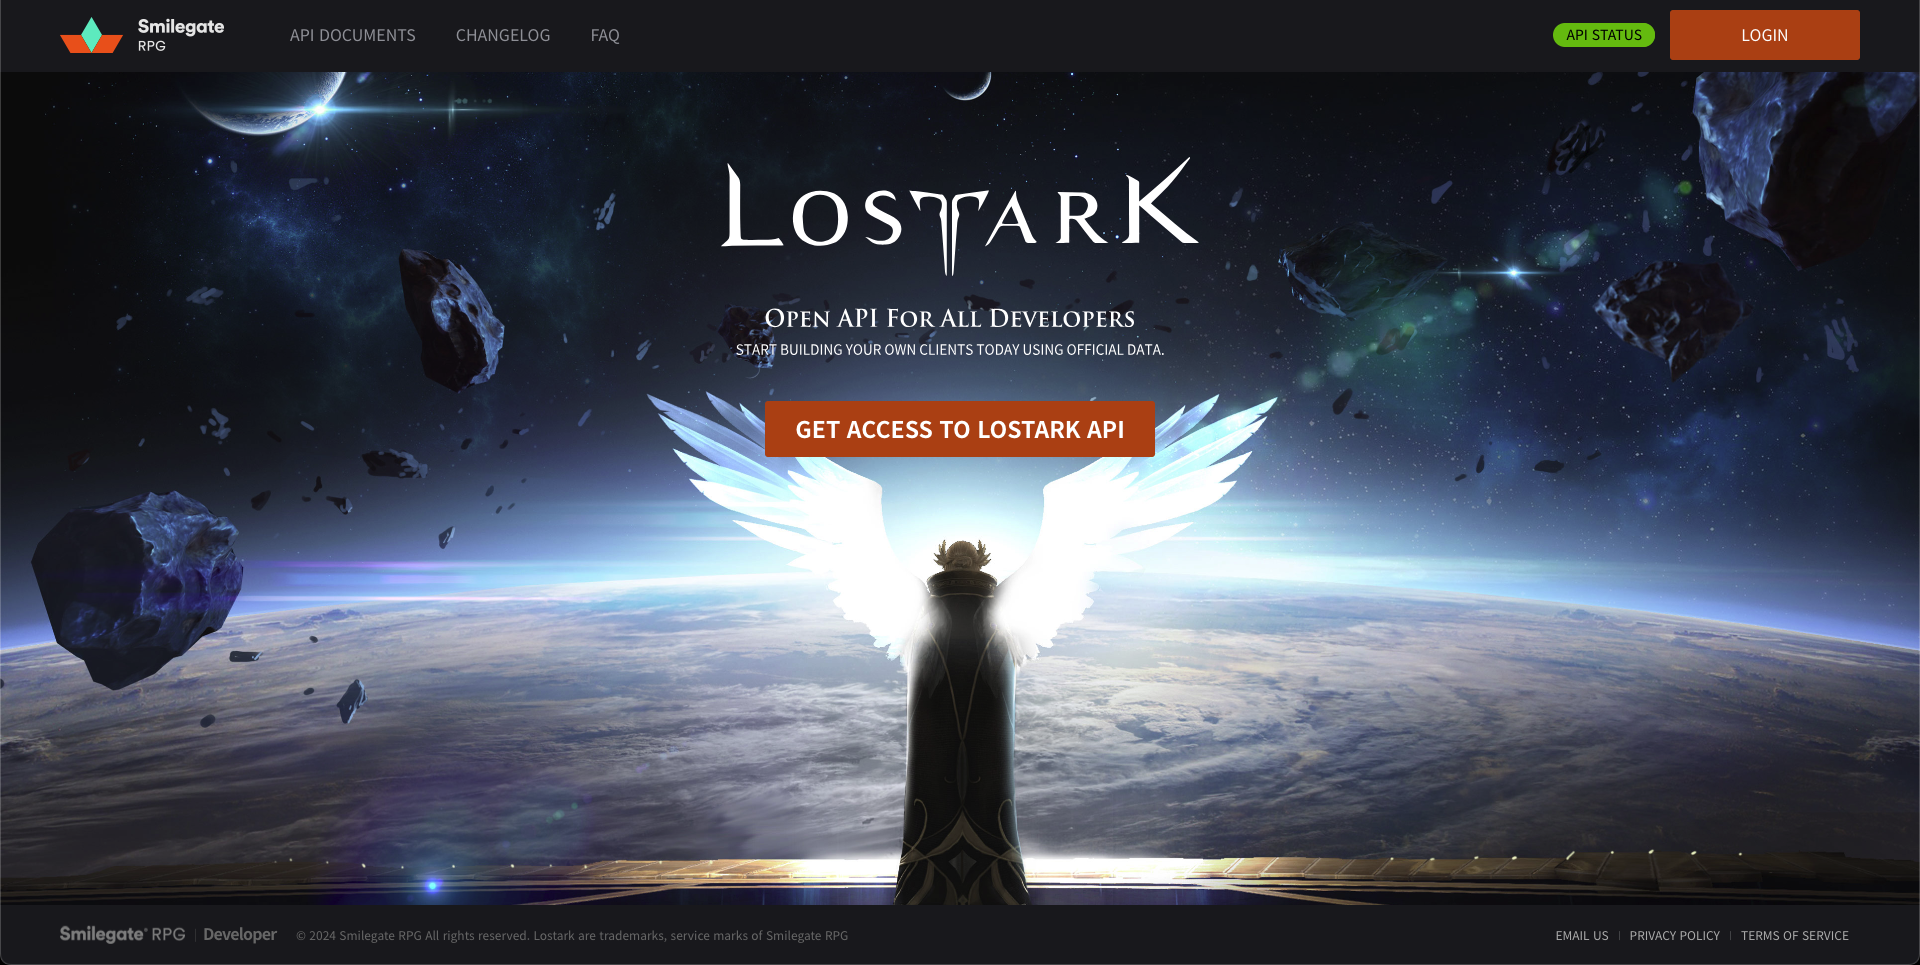 Smilegate
RPG
API DOCUMENTS
CHANGELOG
FAQ
API STATUS
LOGIN
LOSTARK
OPEN API FOR ALL DEVELOPERS
START BUILDING YOUR OWN CLIENTS TODAY USING OFFICIAL DATA.
GET ACCESS TO LOSTARK API
Smilegate RPG | Developer
© 2024 Smilegate RPG All rights reserved. Lostark are trademarks, service marks of Smilegate RPG
EMAIL US | PRIVACY POLICY | TERMS OF SERVICE